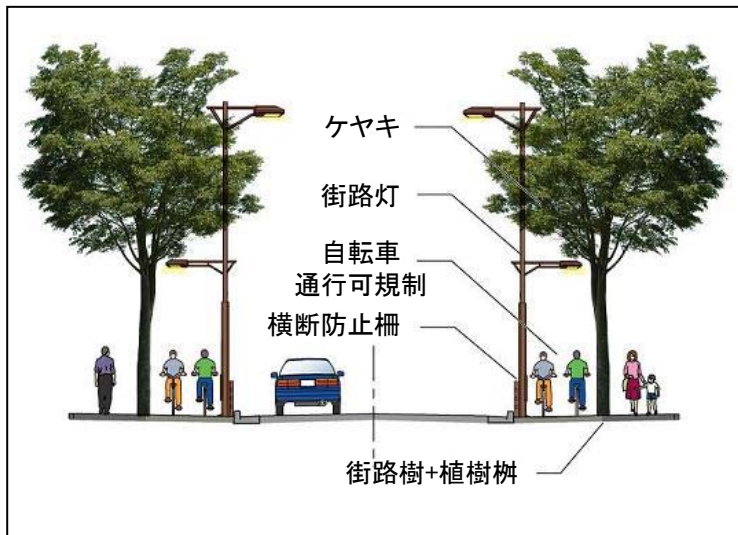 ケヤキ
街路灯
自転車
通行可規制
横断防止柵
街路樹+植樹桝